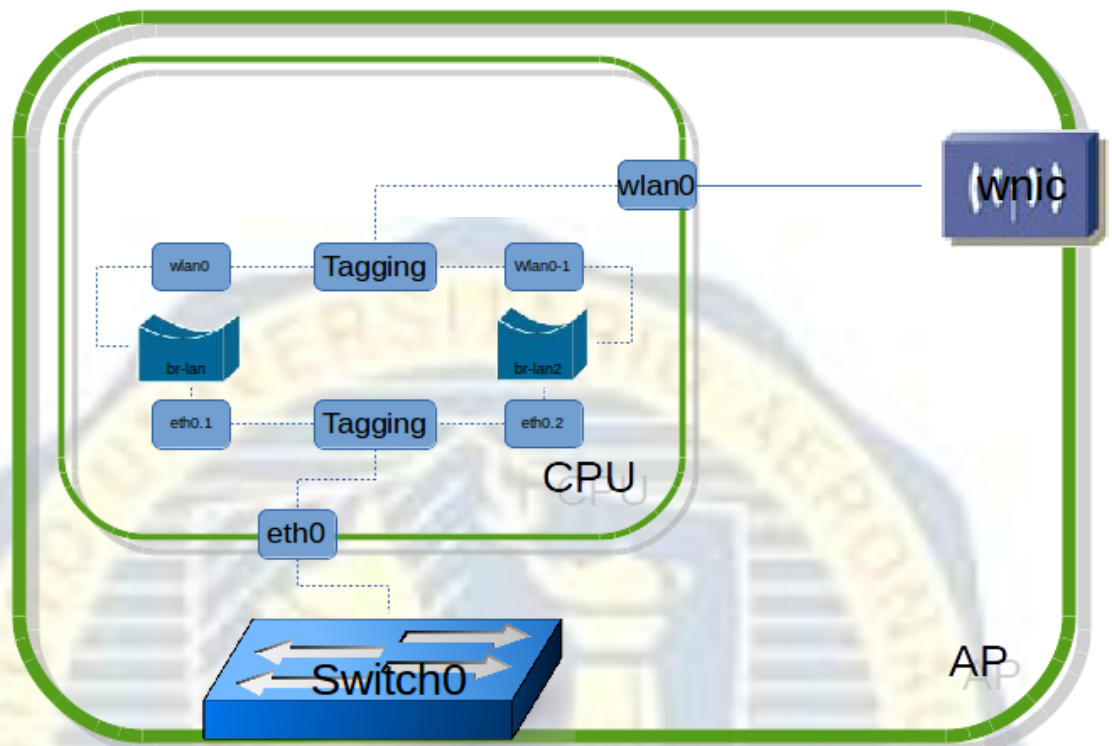 wlan0
wnic
wlan0
Tagging
Wlan0-1
br-lan
br-lan2
eth0.1
Tagging
eth0.2
CPU
eth0
AP
Switch0